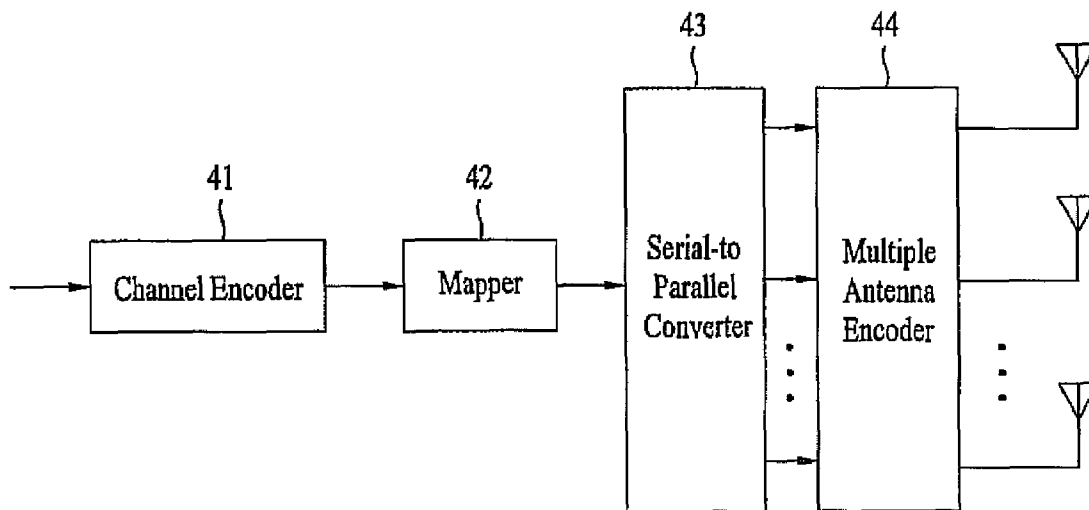 43
44
41
42
Channel Encoder
Mapper
Serial-to
Parallel
Converter
Multiple
Antenna
Encoder